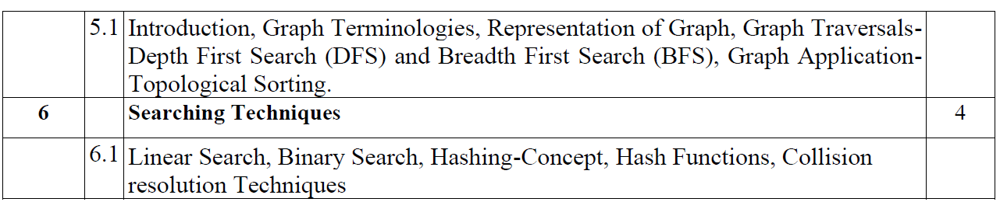 5.1 Introduction, Graph Terminologies, Representation of Graph, Graph Traversals-
Depth First Search (DFS) and Breadth First Search (BFS), Graph Application-
Topological Sorting.
6 Searching Techniques 4
6.1 Linear Search, Binary Search, Hashing-Concept, Hash Functions, Collision
resolution Techniques